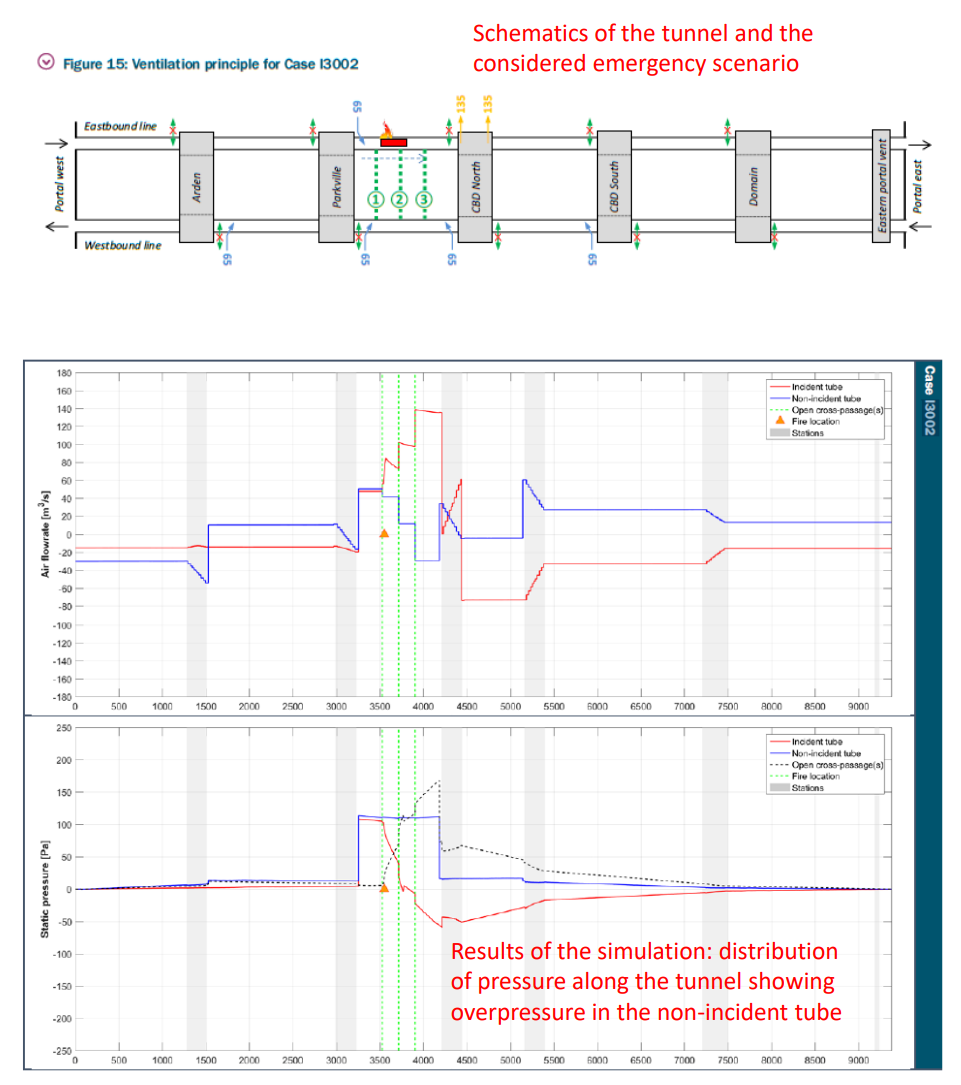 Schematics of the tunnel and the
considered emergency scenario
Figure 15: Ventilation principle for Case I3002
59
135
135
Eastbound line
Portal west
Arden
Parkville
1
2
3
CBD North
CBD South
Domain
Eastern portal vent
Portal east
Westbound line
59
59
59
59
Case I3002
180
160
140
120
100
80
60
40
20
0
-20
-40
-60
-80
-100
-120
-140
-160
-180
Air flowrate [m³/s]
Incident tube
Non-incident tube
Open cross-passage(s)
Fire location
Stations
0 500 1000 1500 2000 2500 3000 3500 4000 4500 5000 5500 6000 6500 7000 7500 8000 8500 9000
250
200
150
100
50
0
-50
-100
-150
-200
-250
Static pressure [Pa]
Incident tube
Non-incident tube
Open cross-passage(s)
Fire location
Stations
Results of the simulation: distribution
of pressure along the tunnel showing
overpressure in the non-incident tube
0 500 1000 1500 2000 2500 3000 3500 4000 4500 5000 5500 6000 6500 7000 7500 8000 8500 9000